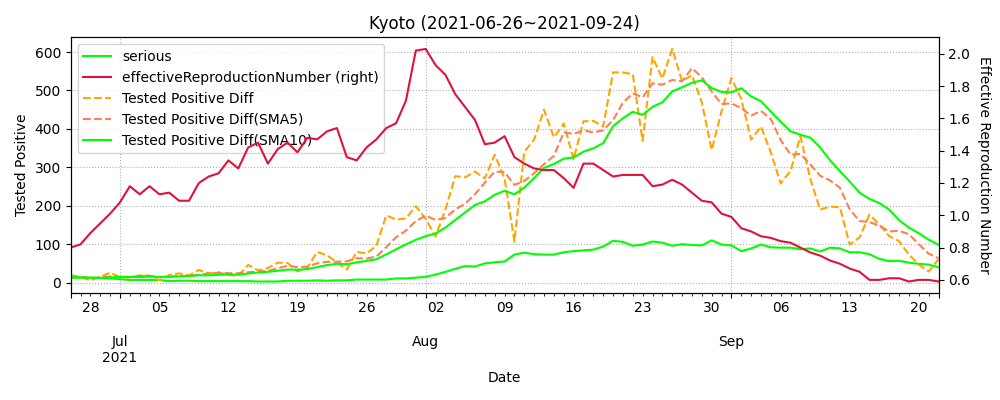 Kyoto (2021-06-26~2021-09-24)
serious
effectiveReproductionNumber (right)
Tested Positive Diff
Tested Positive Diff(SMA5)
Tested Positive Diff(SMA10)
Tested Positive
600
500
400
300
200
100
0
2.0
1.8
1.6
1.4
1.2
1.0
0.8
0.6
Effective Reproduction Number
28 05 12 19 26 02 09 16 23 30 06 13 20
Jul Aug Sep
2021
Date